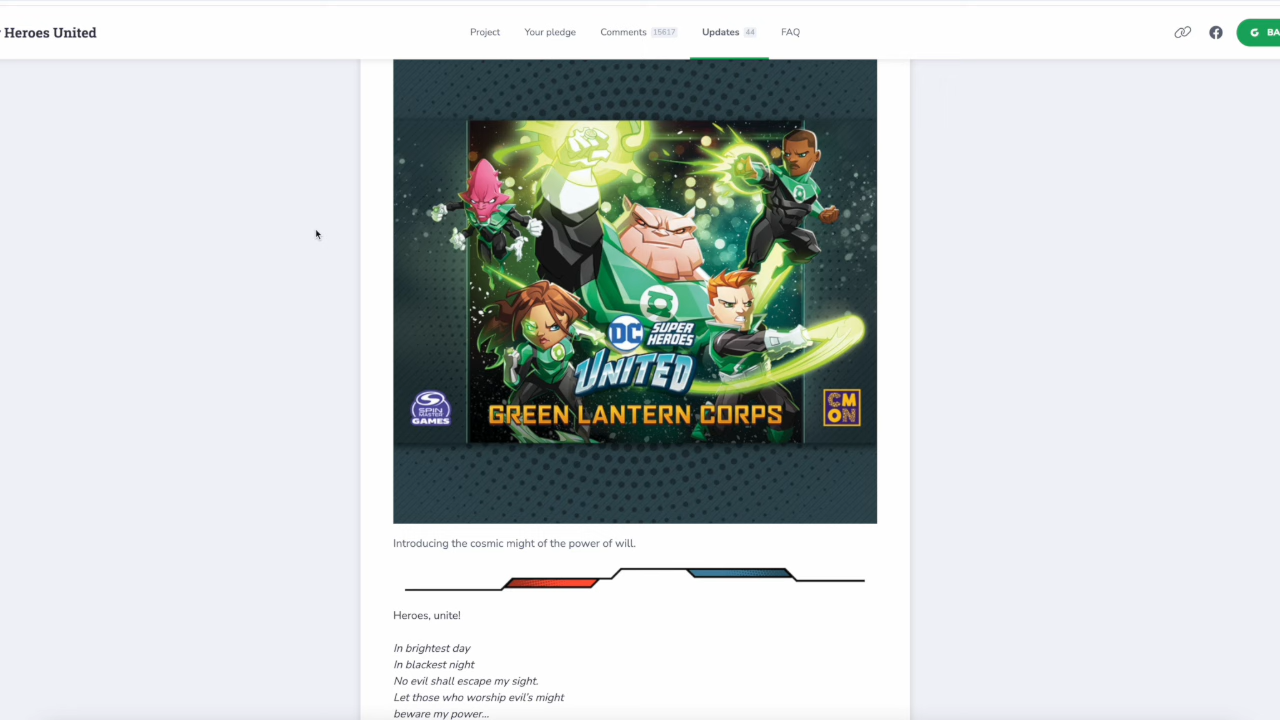 Heroes United
Project
Your pledge
Comments 15617
Updates 44
FAQ
BA
DC SUPER HEROES
UNITED
GREEN LANTERN CORPS
SPIN MASTER GAMES
CMON
Introducing the cosmic might of the power of will.
Heroes, unite!
In brightest day
In blackest night
No evil shall escape my sight.
Let those who worship evil's might
beware my power...